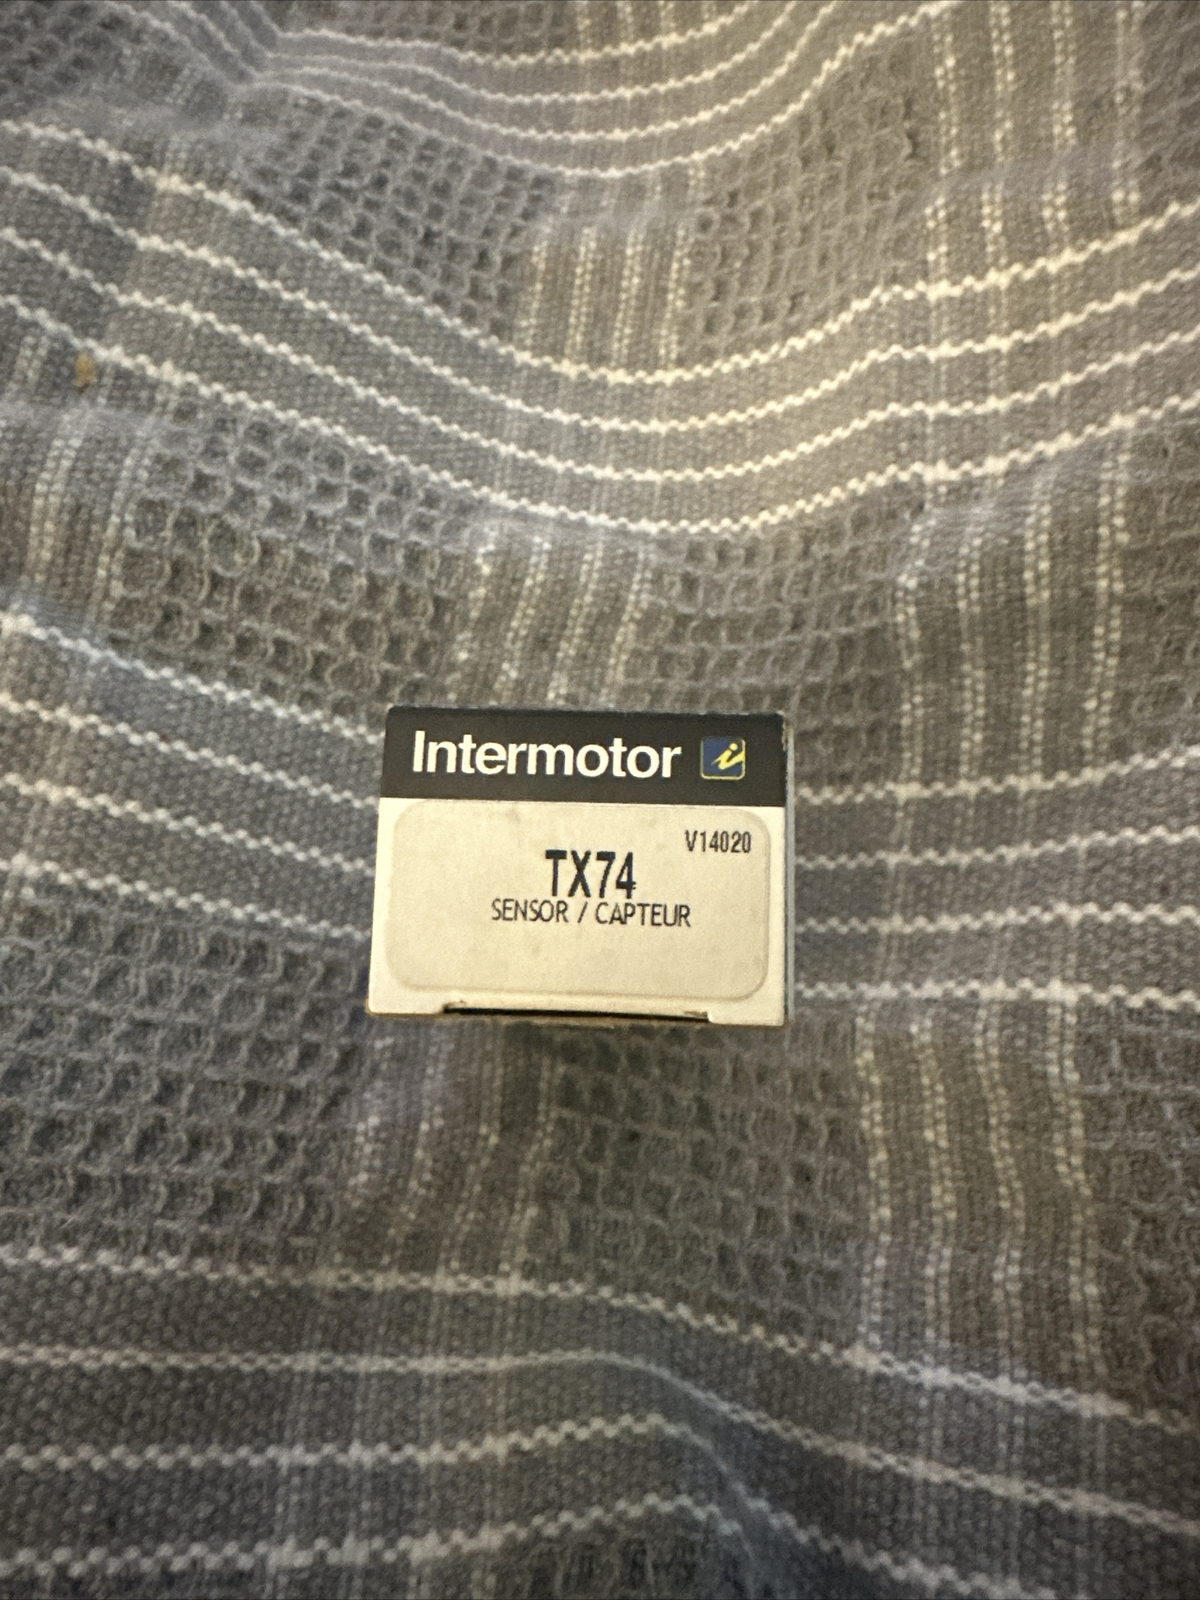 Intermotor i
V14020
TX74
SENSOR / CAPTEUR